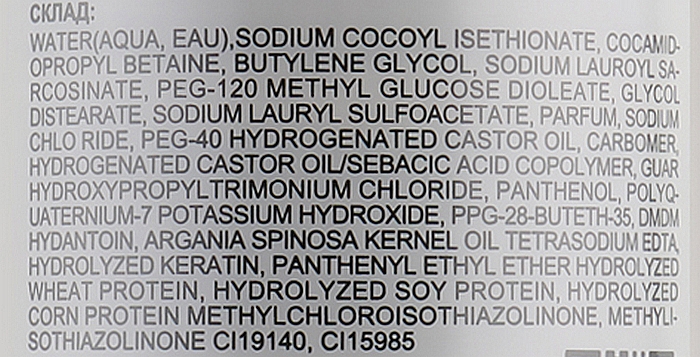 СКЛАД:
WATER(AQUA, EAU),SODIUM COCOYL ISETHIONATE, COCAMID-
OPROPYL BETAINE, BUTYLENE GLYCOL, SODIUM LAUROYL SA-
RCOSINATE, PEG-120 METHYL GLUCOSE DIOLEATE, GLYCOL
DISTEARATE, SODIUM LAURYL SULFOACETATE, PARFUM, SODIUM
CHLO RIDE, PEG-40 HYDROGENATED CASTOR OIL, CARBOMER,
HYDROGENATED CASTOR OIL/SEBACIC ACID COPOLYMER, GUAR
HYDROXYPROPYLTRIMONIUM CHLORIDE, PANTHENOL, POLYQ-
UATERNIUM-7 POTASSIUM HYDROXIDE, PPG-28-BUTETH-35, DMDM
HYDANTOIN, ARGANIA SPINOSA KERNEL OIL TETRASODIUM EDTA,
HYDROLYZED KERATIN, PANTHENYL ETHYL ETHER HYDROLYZED
WHEAT PROTEIN, HYDROLYZED SOY PROTEIN, HYDROLYZED
CORN PROTEIN METHYLCHLOROISOTHIAZOLINONE, METHYLI-
SOTHIAZOLINONE CI19140, CI15985